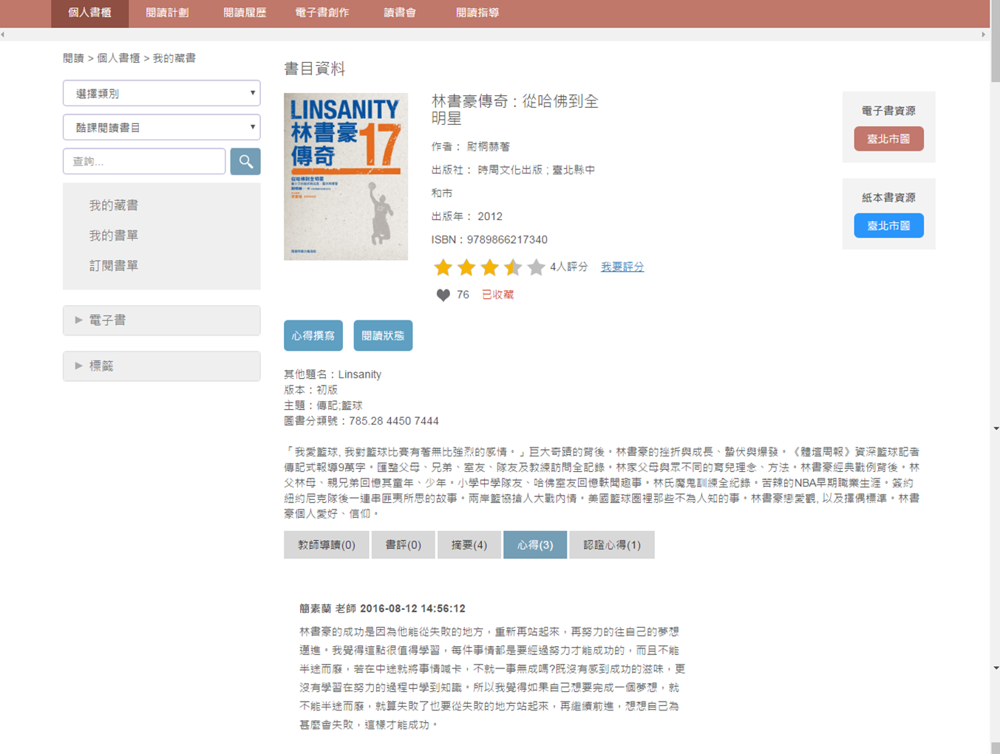 個人書櫃 閱讀計劃 閱讀履歷 電子書創作 讀書會 閱讀指導
閱讀 > 個人書櫃 > 我的藏書
選擇類別
酷課閱讀書目
查詢...
我的藏書
我的書單
訂閱書單
電子書
標籤
書目資料
LINSANITY
林書豪
傳奇
17
從哈佛到全明星
林書豪傳奇 : 從哈佛到全
明星
作者： 尉桐赫著
出版社： 時周文化出版 ; 臺北縣中
和市
出版年： 2012
ISBN：9789866217340
4人評分 我要評分
76 已收藏
電子書資源
臺北市圖
紙本書資源
臺北市圖
心得撰寫 閱讀狀態
其他題名：Linsanity
版本：初版
主題：傳記;籃球
圖書分類號：785.28 4450 7444
「我愛籃球, 我對籃球比賽有著無比強烈的感情。」巨大奇蹟的背後。林書豪的挫折與成長、蟄伏與爆發。《體壇周報》資深籃球記者
傳記式報導9萬字。匯整父母、兄弟、室友、隊友及教練訪問全記錄。林家父母與眾不同的育兒理念、方法。林書豪經典戰例背後。林
父林母、親兄弟回憶其童年、少年。小學中學隊友、哈佛室友回憶軼聞趣事。林氏魔鬼訓練全紀錄。苦辣的NBA早期職業生涯。簽約
紐約尼克隊後一連串匪夷所思的故事。兩岸籃協搶人大戰內情。美國籃球圈裡那些不為人知的事。林書豪戀愛觀, 以及擇偶標準。林書
豪個人愛好、信仰。
教師導讀(0) 書評(0) 摘要(4) 心得(3) 認證心得(1)
簡素蘭 老師 2016-08-12 14:56:12
林書豪的成功是因為他能從失敗的地方，重新再站起來，再努力的往自己的夢想
邁進。我覺得這點很值得學習，每件事情都是要經過努力才能成功的，而且不能
半途而廢，若在中途就將事情喊卡，不就一事無成嗎?既沒有感到成功的滋味，更
沒有學習在努力的過程中學到知識。所以我覺得如果自己想要完成一個夢想，就
不能半途而廢，就算失敗了也要從失敗的地方站起來，再繼續前進，想想自己為
甚麼會失敗，這樣才能成功。